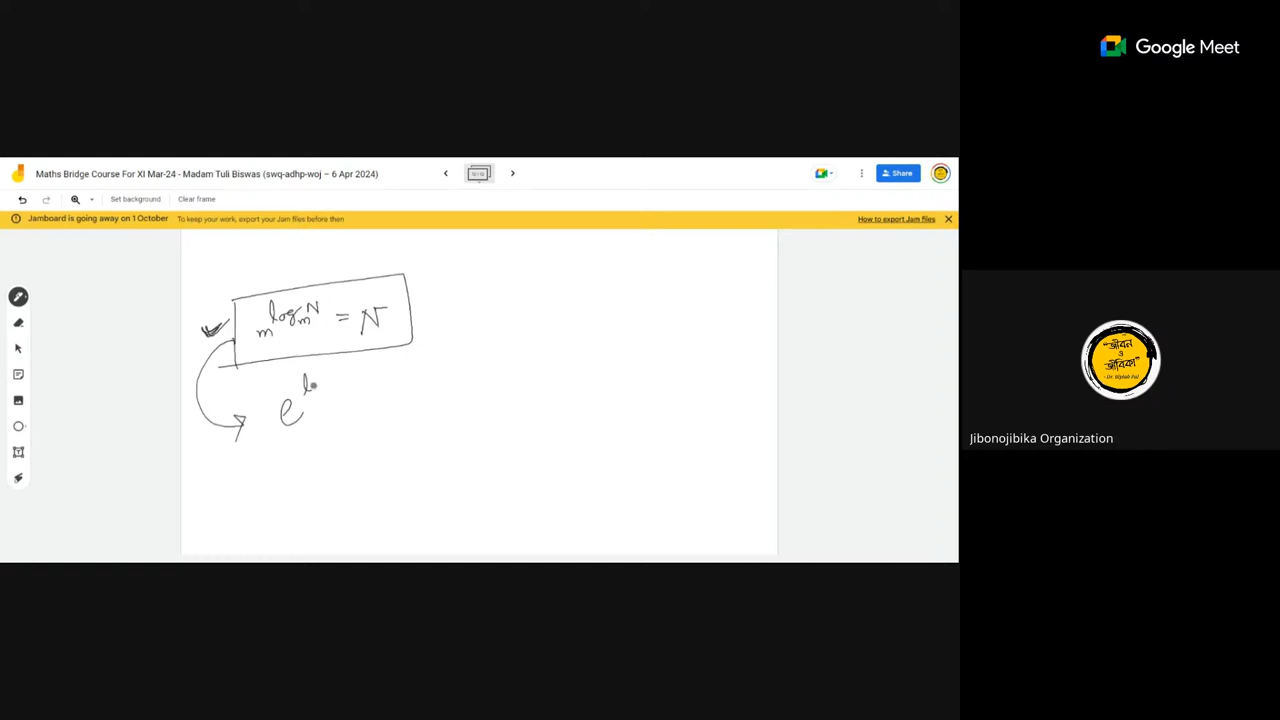 Google Meet
Maths Bridge Course For XI Mar-24 - Madam Tuli Biswas (swq-adhp-woj – 6 Apr 2024)
Share
Set background
Clear frame
Jamboard is going away on 1 October
To keep your work, export your Jam files before then
How to export Jam files
m^log_m N = N
e^lo
"জীবন
ও
জীবিকা"
Jibonojibika Organization